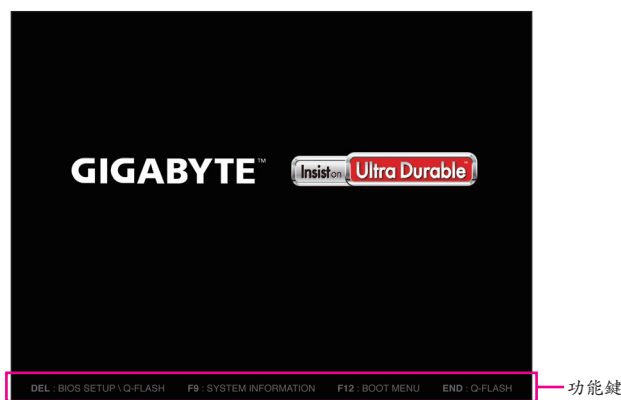 GIGABYTE™ Insist on Ultra Durable™
DEL : BIOS SETUP \ Q-FLASH F9 : SYSTEM INFORMATION F12 : BOOT MENU END : Q-FLASH
功能鍵